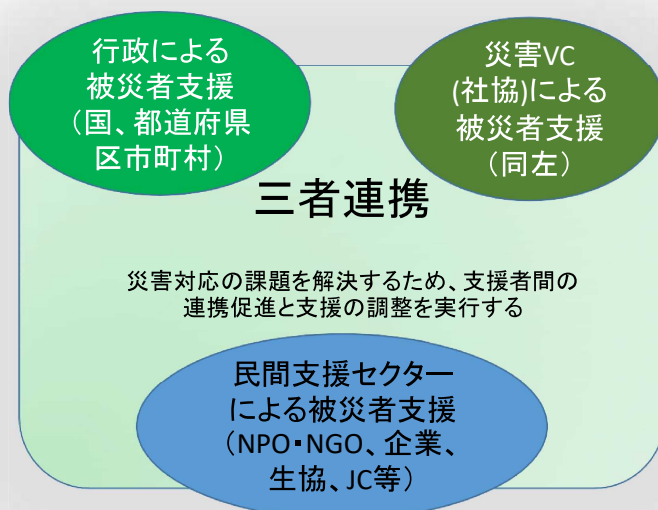 行政による
被災者支援
（国、都道府県
区市町村）
災害VC
(社協)による
被災者支援
（同左）
三者連携
災害対応の課題を解決するため、支援者間の
連携促進と支援の調整を実行する
民間支援セクター
による被災者支援
（NPO・NGO、企業、
生協、JC等）